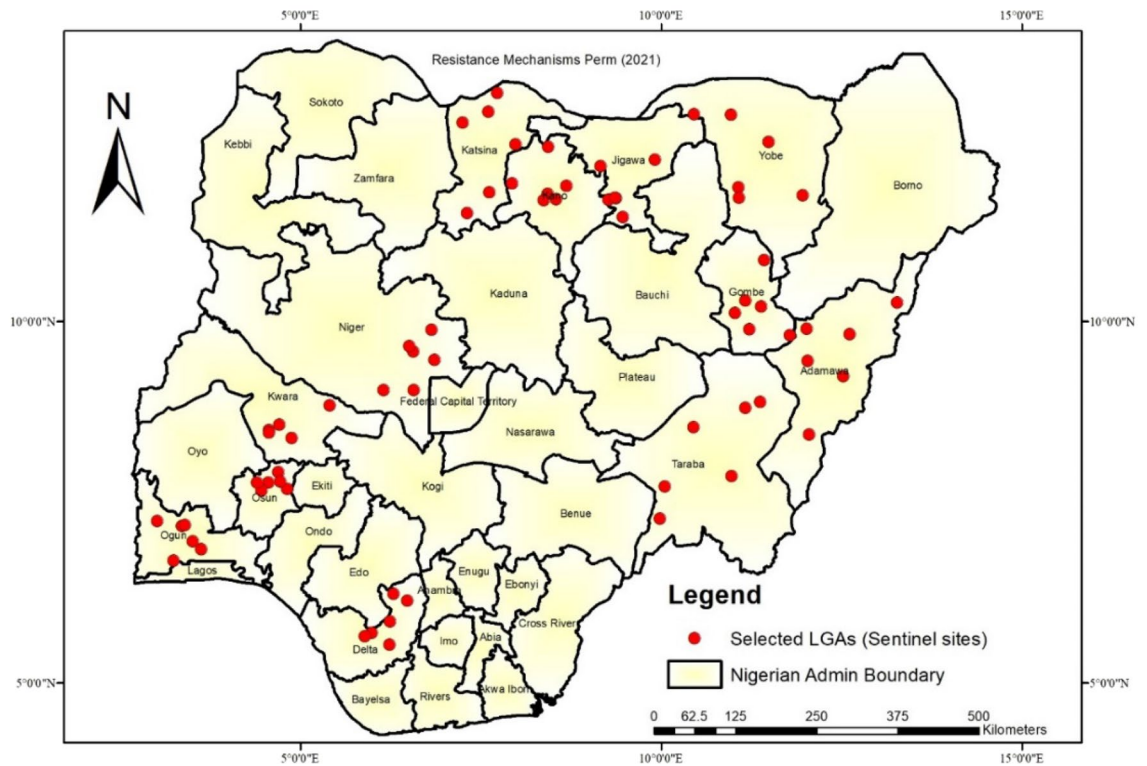 5°0'0"E
10°0'0"E
15°0'0"E
Resistance Mechanisms Perm (2021)
N
Sokoto
Kebbi
Katsina
Zamfara
Jigawa
Yobe
Borno
Kano
Kaduna
Bauchi
Gombe
10°0'0"N
Niger
10°0'0"N
Adamawa
Plateau
Kwara
Federal Capital Territory
Nasarawa
Oyo
Taraba
Kogi
Ekiti
Osun
Benue
Ondo
Ogun
Lagos
Edo
Enugu
Anambra
Ebonyi
Legend
Cross River
Selected LGAs (Sentinel sites)
Imo
Abia
Delta
Nigerian Admin Boundary
5°0'0"N
5°0'0"N
Bayelsa
Rivers
Akwa Ibom
0 62.5 125 250 375 500
Kilometers
5°0'0"E
10°0'0"E
15°0'0"E